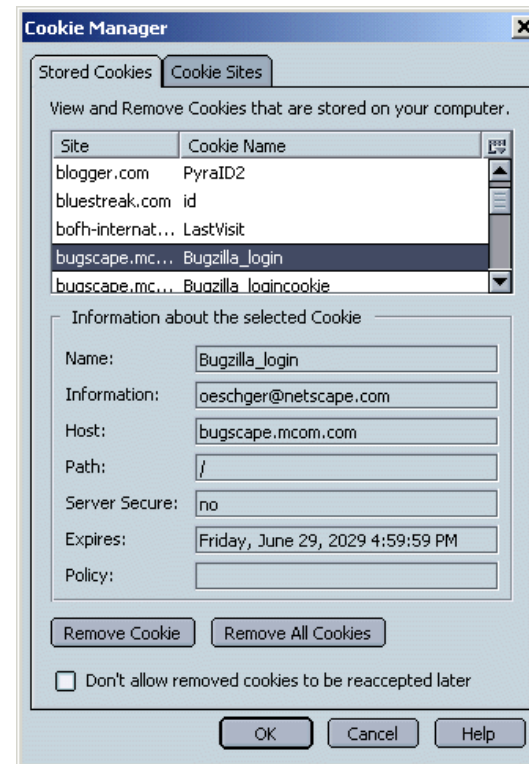 Cookie Manager
Stored Cookies Cookie Sites
View and Remove Cookies that are stored on your computer.
Site Cookie Name
blogger.com PyraID2
bluestreak.com id
bofh-internat... LastVisit
bugscape.mc... Bugzilla_login
bugscape.mc... Bugzilla_logincookie
Information about the selected Cookie
Name: Bugzilla_login
Information: oeschger@netscape.com
Host: bugscape.mcom.com
Path: /
Server Secure: no
Expires: Friday, June 29, 2029 4:59:59 PM
Policy:
Remove Cookie Remove All Cookies
Don't allow removed cookies to be reaccepted later
OK Cancel Help